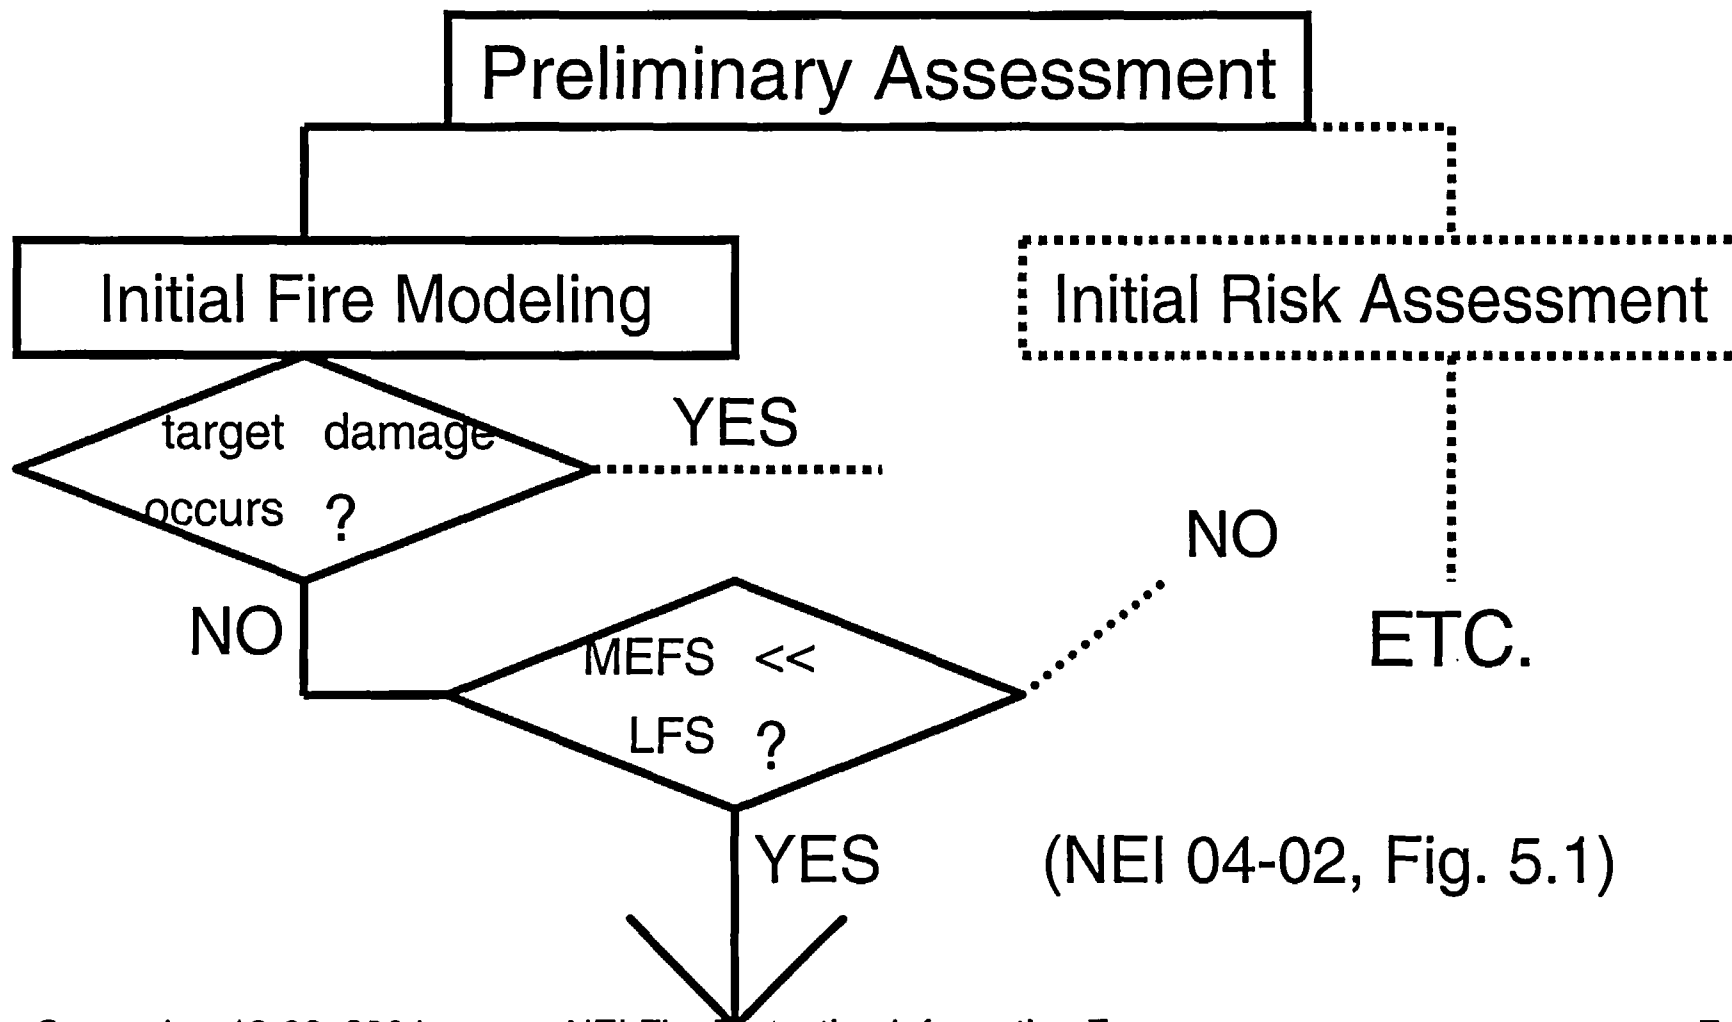 Preliminary Assessment
Initial Fire Modeling
Initial Risk Assessment
target damage
YES
occurs ?
NO
NO
MEFS <<
ETC.
LFS ?
YES
(NEI 04-02, Fig. 5.1)